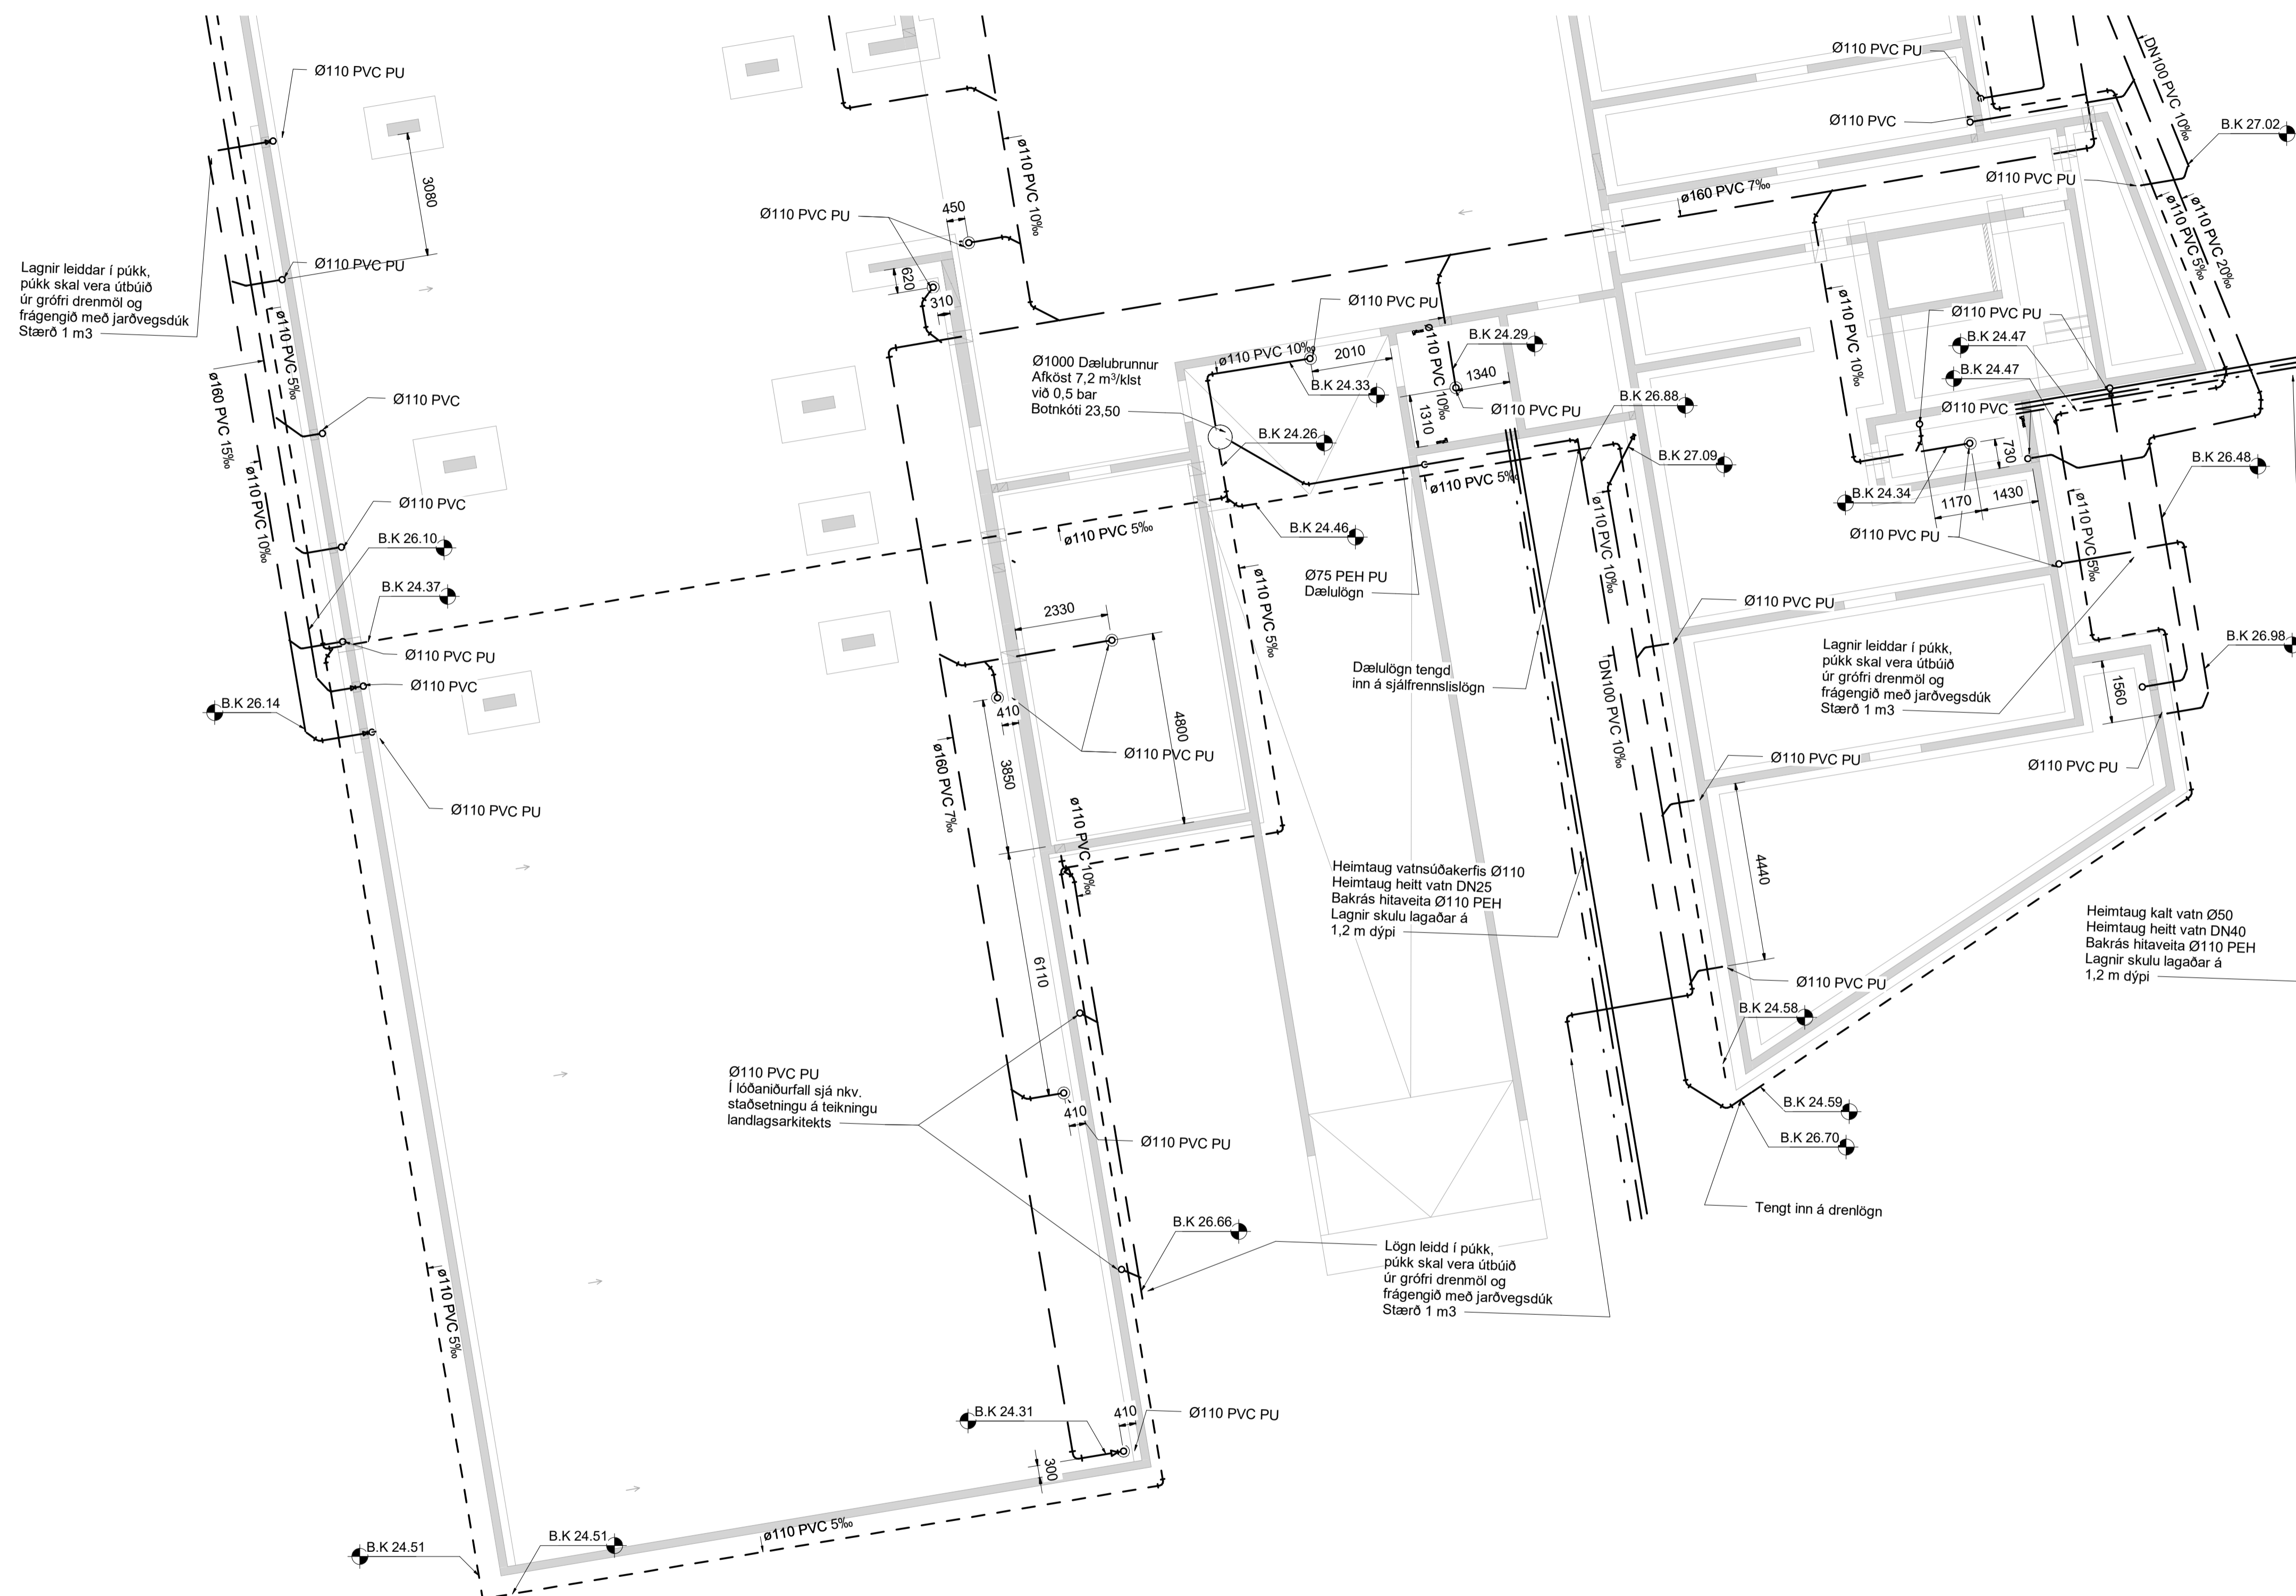 Ø110 PVC PU
3080
Ø110 PVC PU
Lagnir leiddar í púkk,
púkk skal vera útbúið
úr grófri drenmöl og
frágengið með jarðvegsdúk
Stærð 1 m3
ø110 PVC 5‰
ø160 PVC 15‰
ø110 PVC 10‰
Ø110 PVC
Ø110 PVC
B.K 26.10
B.K 24.37
Ø110 PVC PU
Ø110 PVC
B.K 26.14
Ø110 PVC PU
ø110 PVC 5‰
B.K 24.51
B.K 24.51
ø110 PVC 5‰
ø110 PVC 10‰
Ø110 PVC PU
450
620
310
Ø1000 Dælubrunnur
Afköst 7,2 m³/klst
við 0,5 bar
Botnkóti 23,50
ø110 PVC 10‰
Ø110 PVC PU
2010
B.K 24.33
B.K 24.26
ø110 PVC 10‰
B.K 24.29
1340
1310
Ø110 PVC PU
B.K 26.88
B.K 27.09
ø110 PVC 5‰
B.K 24.46
ø110 PVC 5‰
ø110 PVC 5‰
Ø75 PEH PU
Dælulögn
2330
4800
410
3850
Ø110 PVC PU
ø160 PVC 7‰
ø110 PVC 10‰
6110
Dælulögn tengd
inn á sjálfrennslislögn
ø110 PVC 10‰
DN100 PVC 10‰
Heimtaug vatnsúðakerfis Ø110
Heimtaug heitt vatn DN25
Bakrás hitaveita Ø110 PEH
Lagnir skulu lagaðar á
1,2 m dýpi
Ø110 PVC PU
Í lóðaniðurfall sjá nkv.
staðsetningu á teikningu
landlagsarkitekts
410
Ø110 PVC PU
B.K 26.66
Lögn leidd í púkk,
púkk skal vera útbúið
úr grófri drenmöl og
frágengið með jarðvegsdúk
Stærð 1 m3
B.K 24.31
410
Ø110 PVC PU
300
Ø110 PVC PU
Ø110 PVC
DN100 PVC 10‰
B.K 27.02
Ø110 PVC PU
ø160 PVC 7‰
ø110 PVC 5‰
ø110 PVC 20‰
ø110 PVC 10‰
Ø110 PVC PU
B.K 24.47
B.K 24.47
Ø110 PVC
730
B.K 24.34
1170
1430
Ø110 PVC PU
ø110 PVC 5‰
B.K 26.48
B.K 26.98
Ø110 PVC PU
Lagnir leiddar í púkk,
púkk skal vera útbúið
úr grófri drenmöl og
frágengið með jarðvegsdúk
Stærð 1 m3
1560
Ø110 PVC PU
Ø110 PVC PU
4440
Ø110 PVC PU
B.K 24.58
B.K 24.59
B.K 26.70
Tengt inn á drenlögn
Heimtaug kalt vatn Ø50
Heimtaug heitt vatn DN40
Bakrás hitaveita Ø110 PEH
Lagnir skulu lagaðar á
1,2 m dýpi